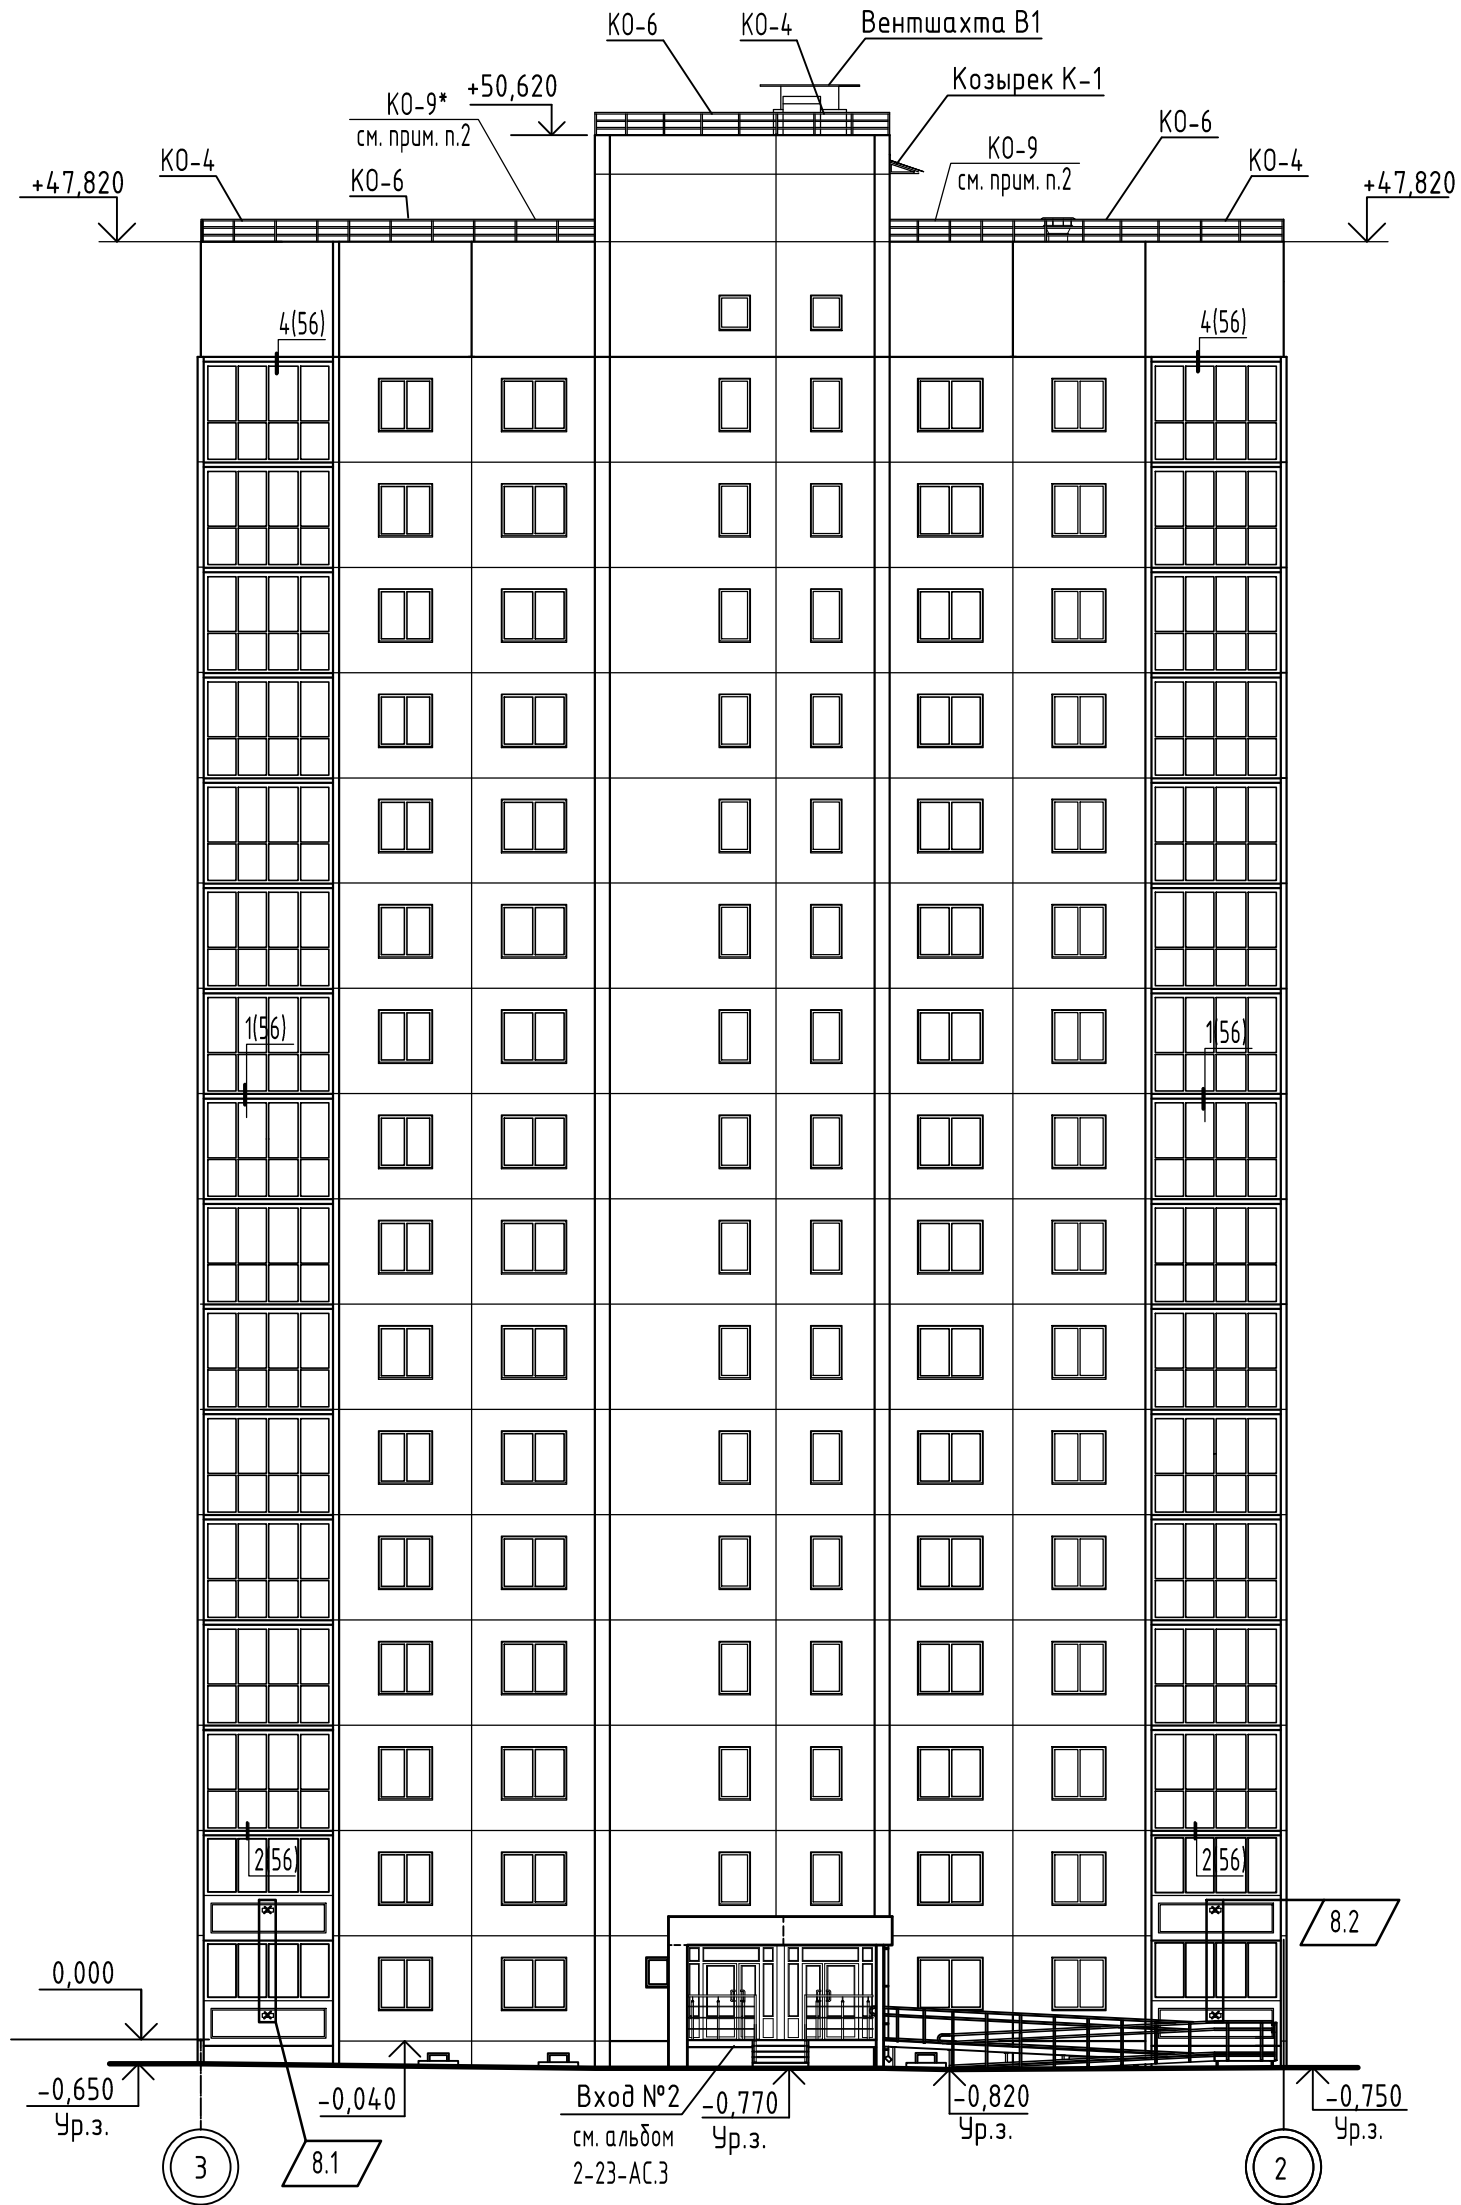 КО-6
КО-4
Вентшахта В1
Козырек К-1
КО-9*
см. прим. п.2
+50,620
КО-6
КО-9
см. прим. п.2
КО-4
КО-4
КО-6
+47,820
+47,820
4(56)
4(56)
1(56)
1(56)
2(56)
2(56)
8.2
0,000
-0,650
Ур.з.
-0,040
Вход №2
см. альбом
2-23-АС.3
-0,770
Ур.з.
-0,820
Ур.з.
-0,750
Ур.з.
3
8.1
2